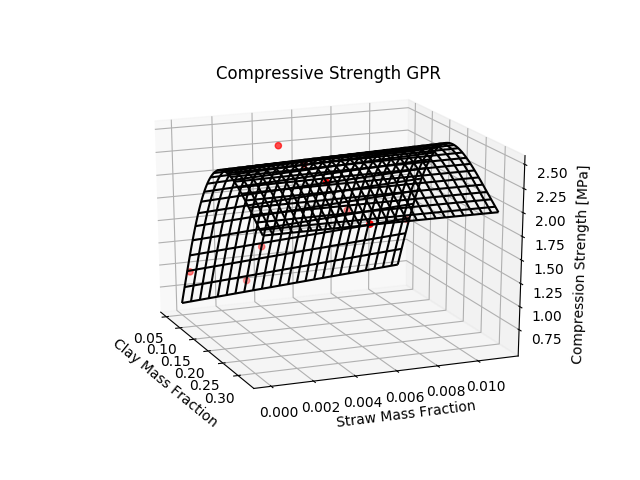 Compressive Strength GPR
2.50
2.25
2.00
1.75
1.50
1.25
1.00
0.75
Compression Strength [MPa]
0.05
0.10
0.15
0.20
0.25
0.30
Clay Mass Fraction
0.000 0.002 0.004 0.006 0.008 0.010
Straw Mass Fraction